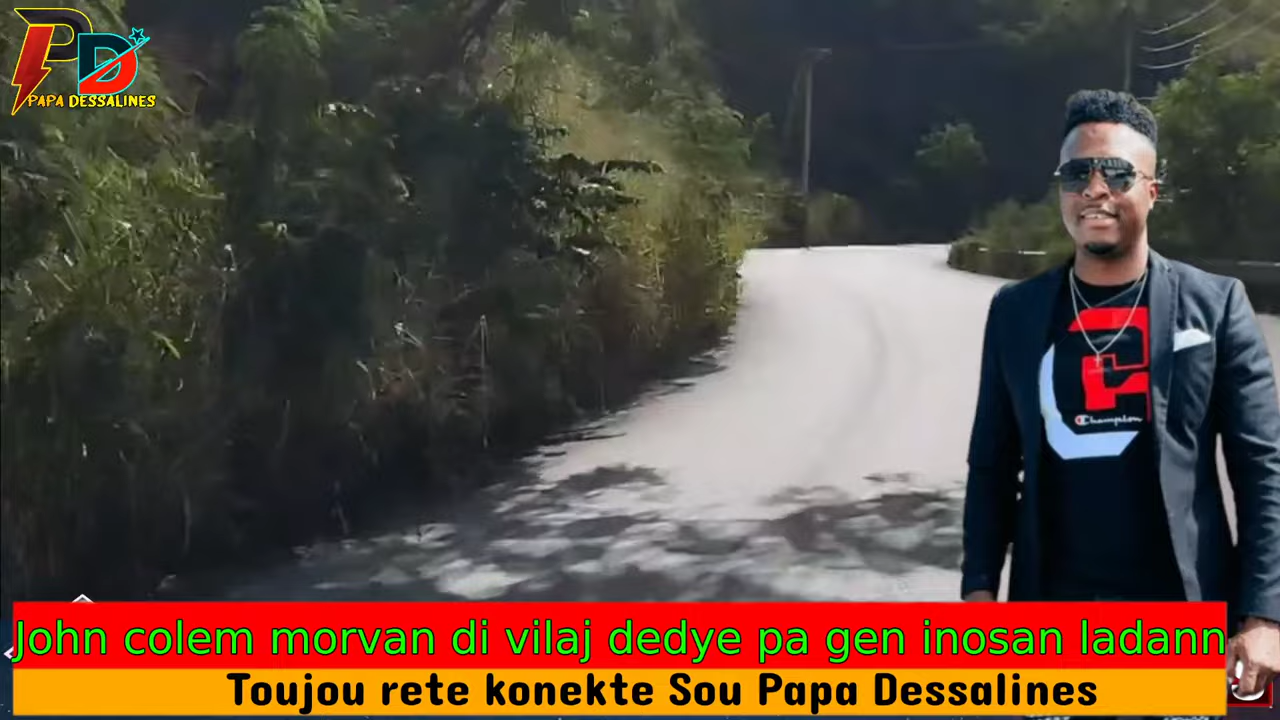 PD
PAPA DESSALINES
Champion
John colem morvan di vilaj dedye pa gen inosan ladann
Toujou rete konekte Sou Papa Dessalines